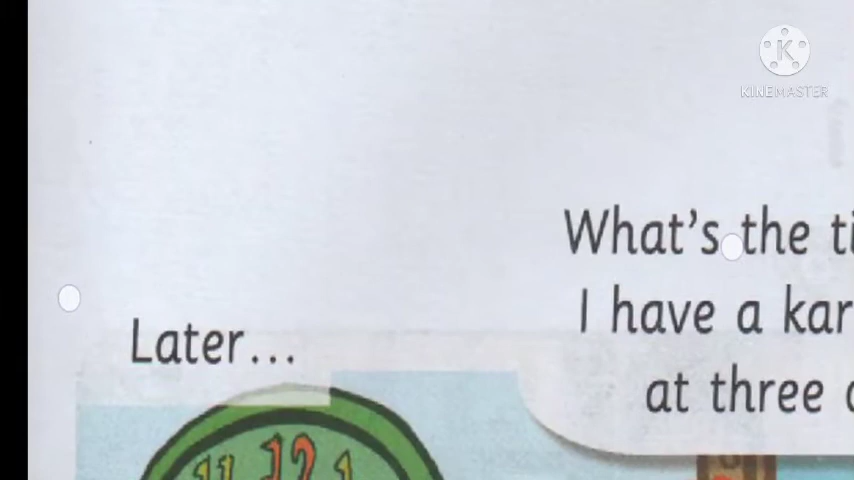 KINEMASTER
What's the
I have a
at three
Later...
11 12 1